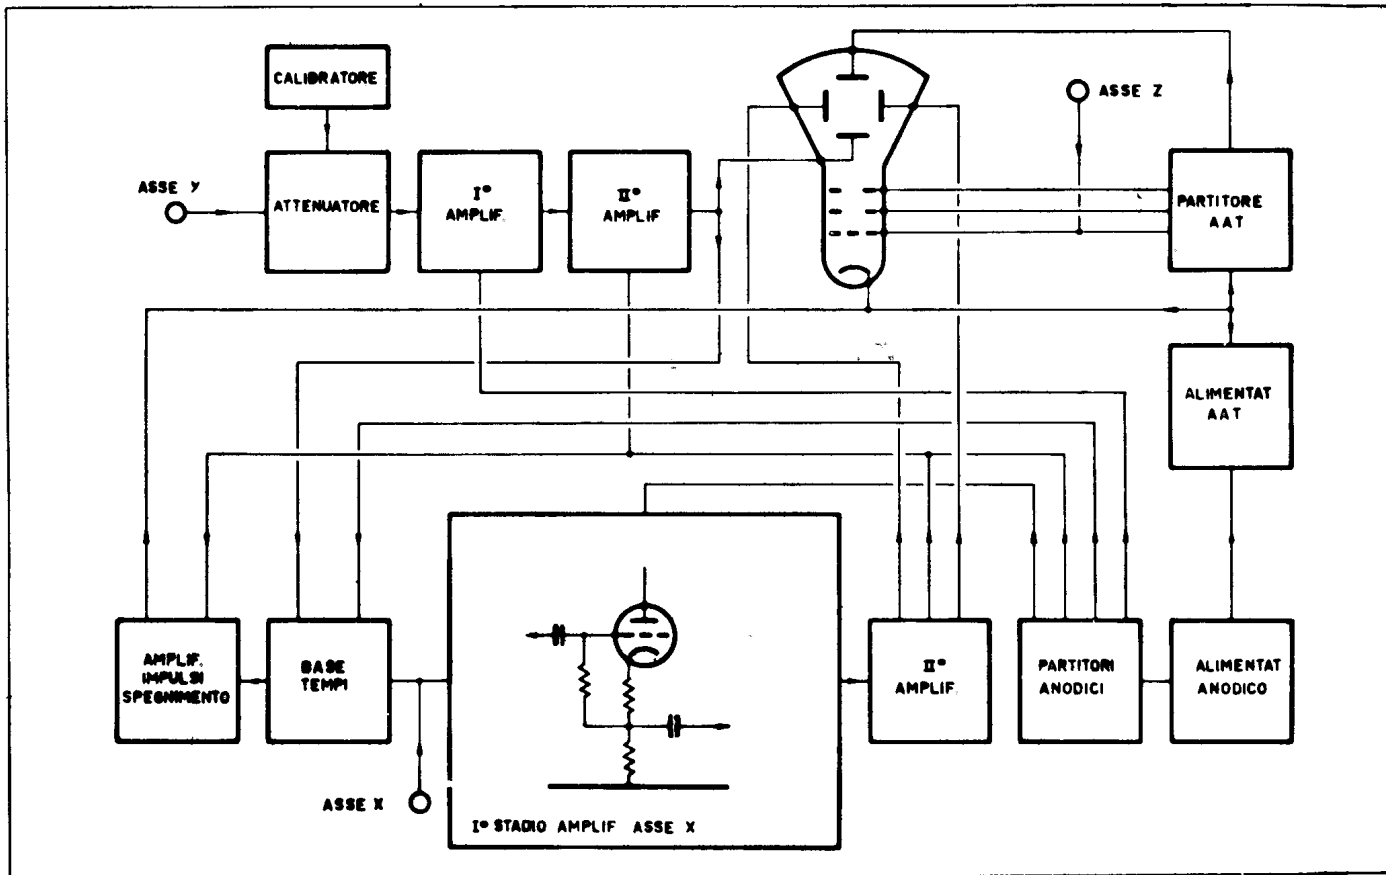 CALIBRATORE
ASSE Z
ASSE Y
ATTENUATORE
I°
AMPLIF.
II°
AMPLIF
PARTITORE
AAT
ALIMENTAT
AAT
AMPLIF.
IMPULSI
SPEGNIMENTO
BASE
TEMPI
II°
AMPLIF.
PARTITORI
ANODICI
ALIMENTAT
ANODICO
ASSE X
I° STADIO AMPLIF ASSE X